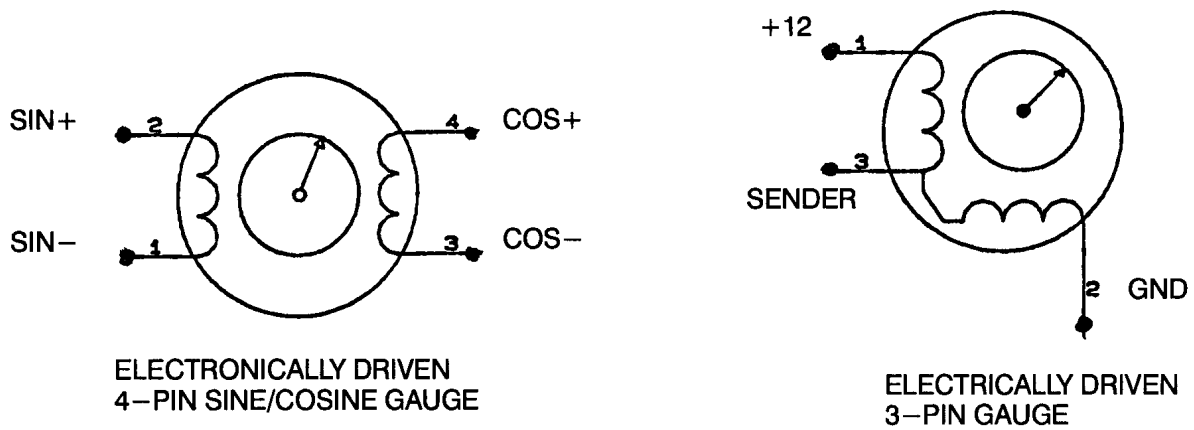 +12
1
SIN+
2
4
COS+
3
SENDER
SIN−
1
3
COS−
2
GND
ELECTRONICALLY DRIVEN
4−PIN SINE/COSINE GAUGE
ELECTRICALLY DRIVEN
3−PIN GAUGE